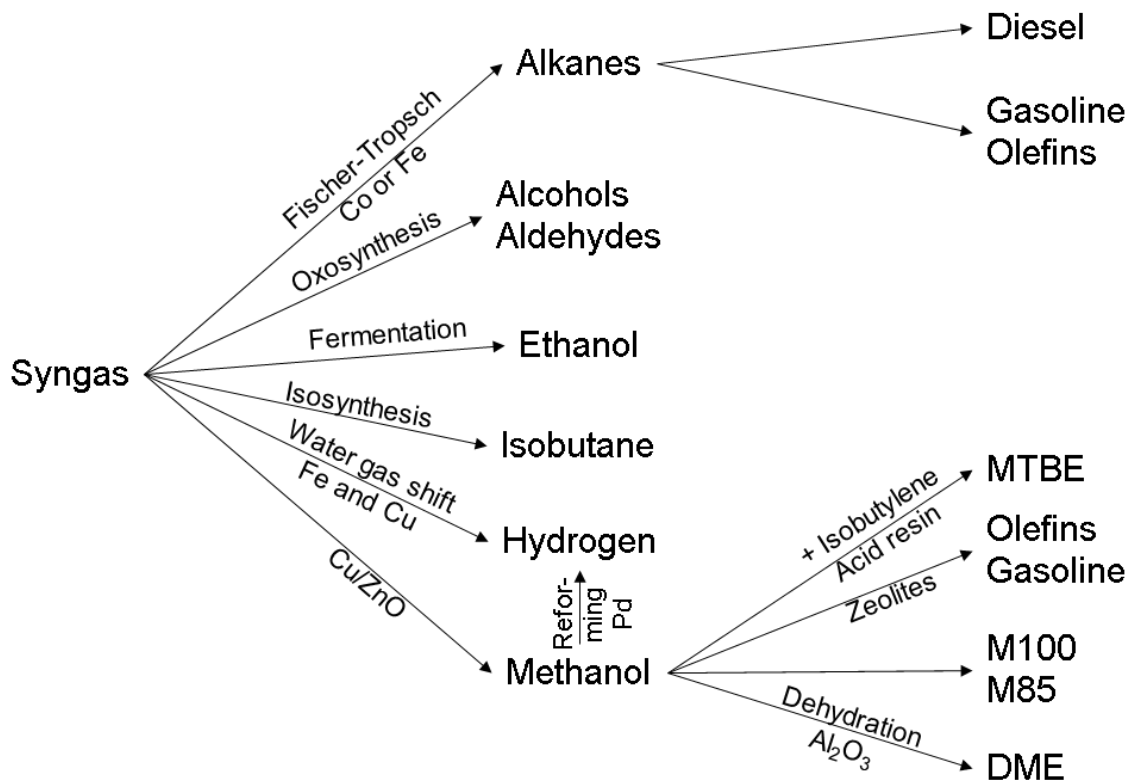 Diesel
Alkanes
Gasoline
Olefins
Fischer-Tropsch
Co or Fe
Alcohols
Aldehydes
Oxosynthesis
Fermentation
Ethanol
Syngas
Isosynthesis
Isobutane
Water gas shift
Fe and Cu
Hydrogen
Cu/ZnO
Refor-
ming
Pd
Methanol
+ Isobutylene
Acid resin
MTBE
Zeolites
Olefins
Gasoline
M100
M85
Dehydration
Al₂O₃
DME